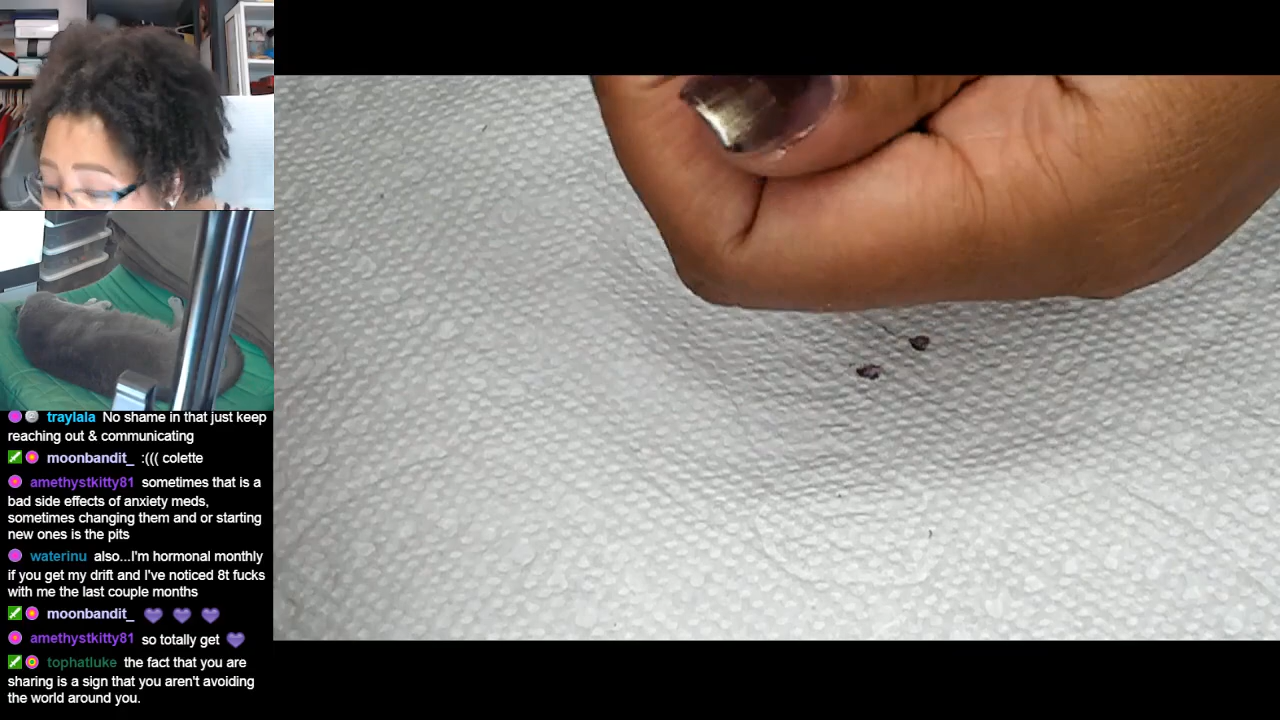 traylala No shame in that just keep
reaching out & communicating
moonbandit_ :((( colette
amethystkitty81 sometimes that is a
bad side effects of anxiety meds,
sometimes changing them and or starting
new ones is the pits
waterinu also...I'm hormonal monthly
if you get my drift and I've noticed 8t fucks
with me the last couple months
moonbandit_
amethystkitty81 so totally get
tophatluke the fact that you are
sharing is a sign that you aren't avoiding
the world around you.